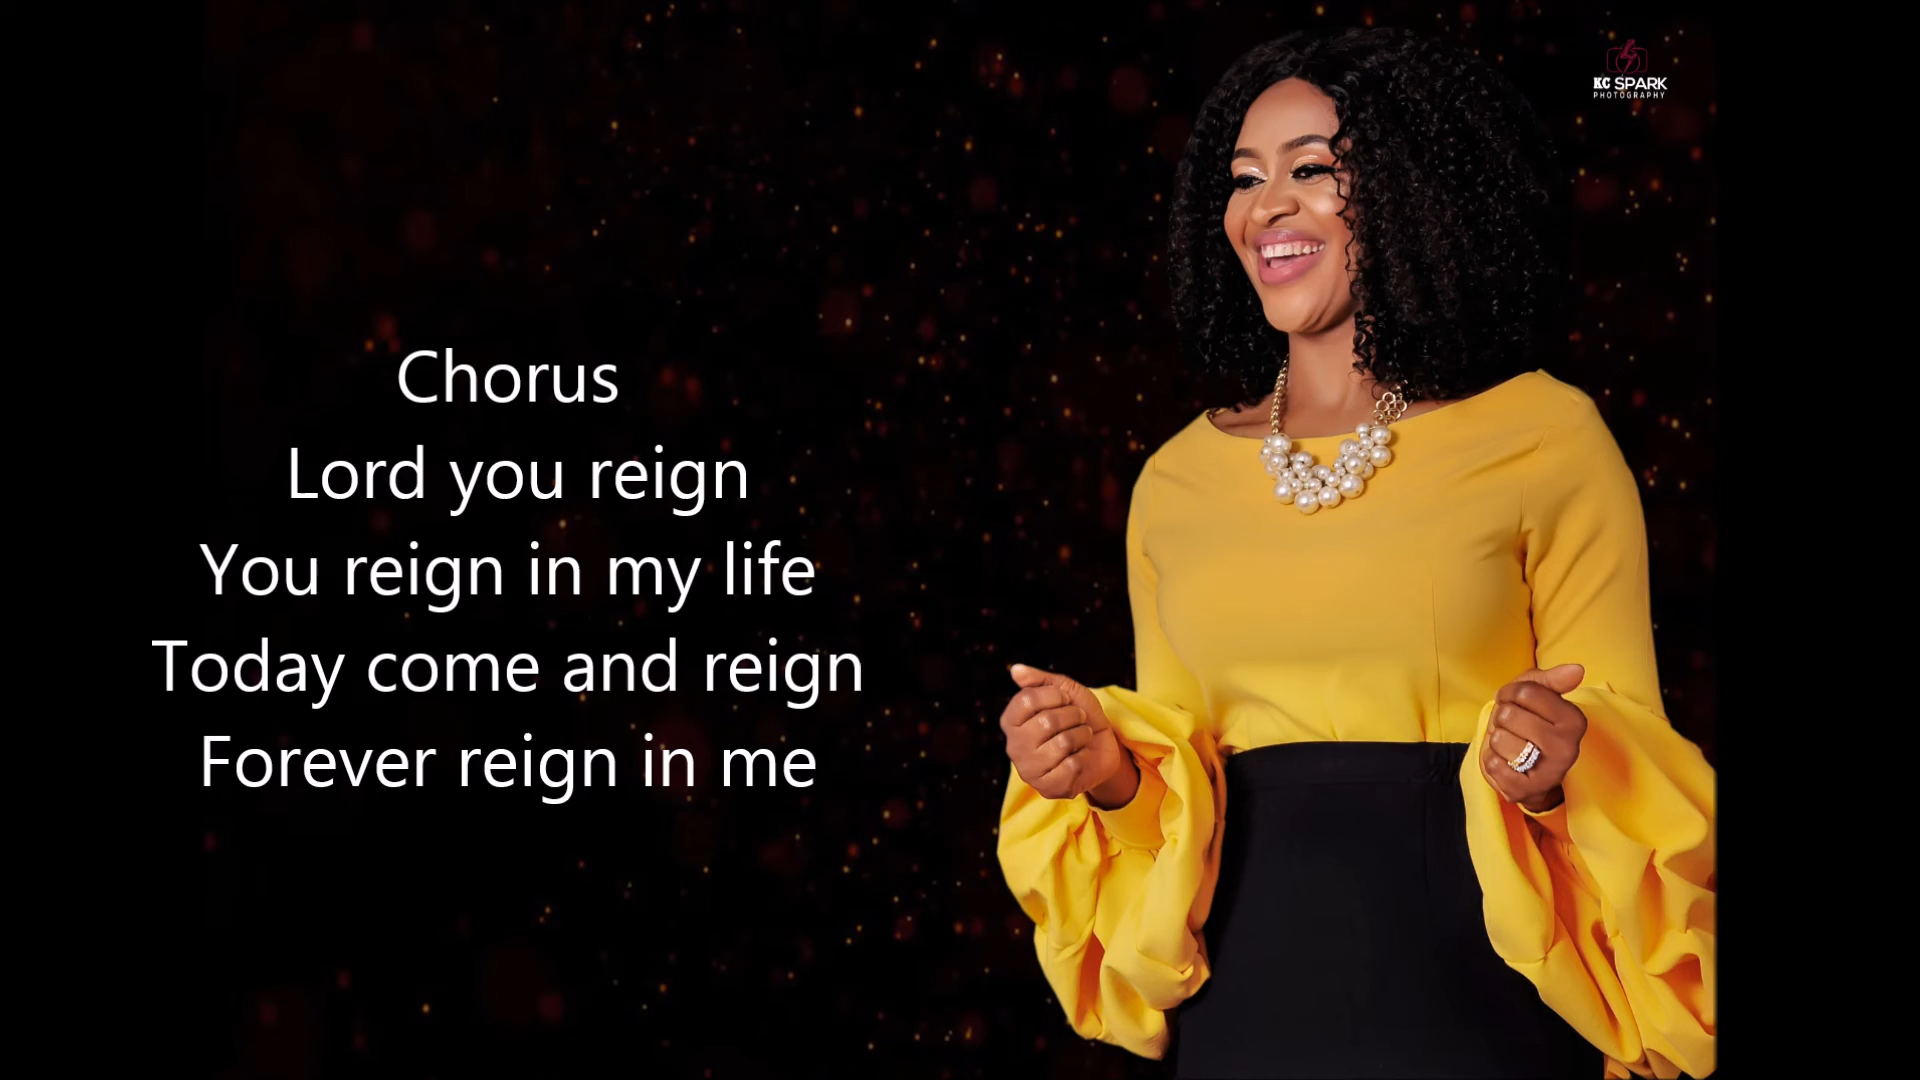 Chorus
Lord you reign
You reign in my life
Today come and reign
Forever reign in me
KC SPARK
PHOTOGRAPHY